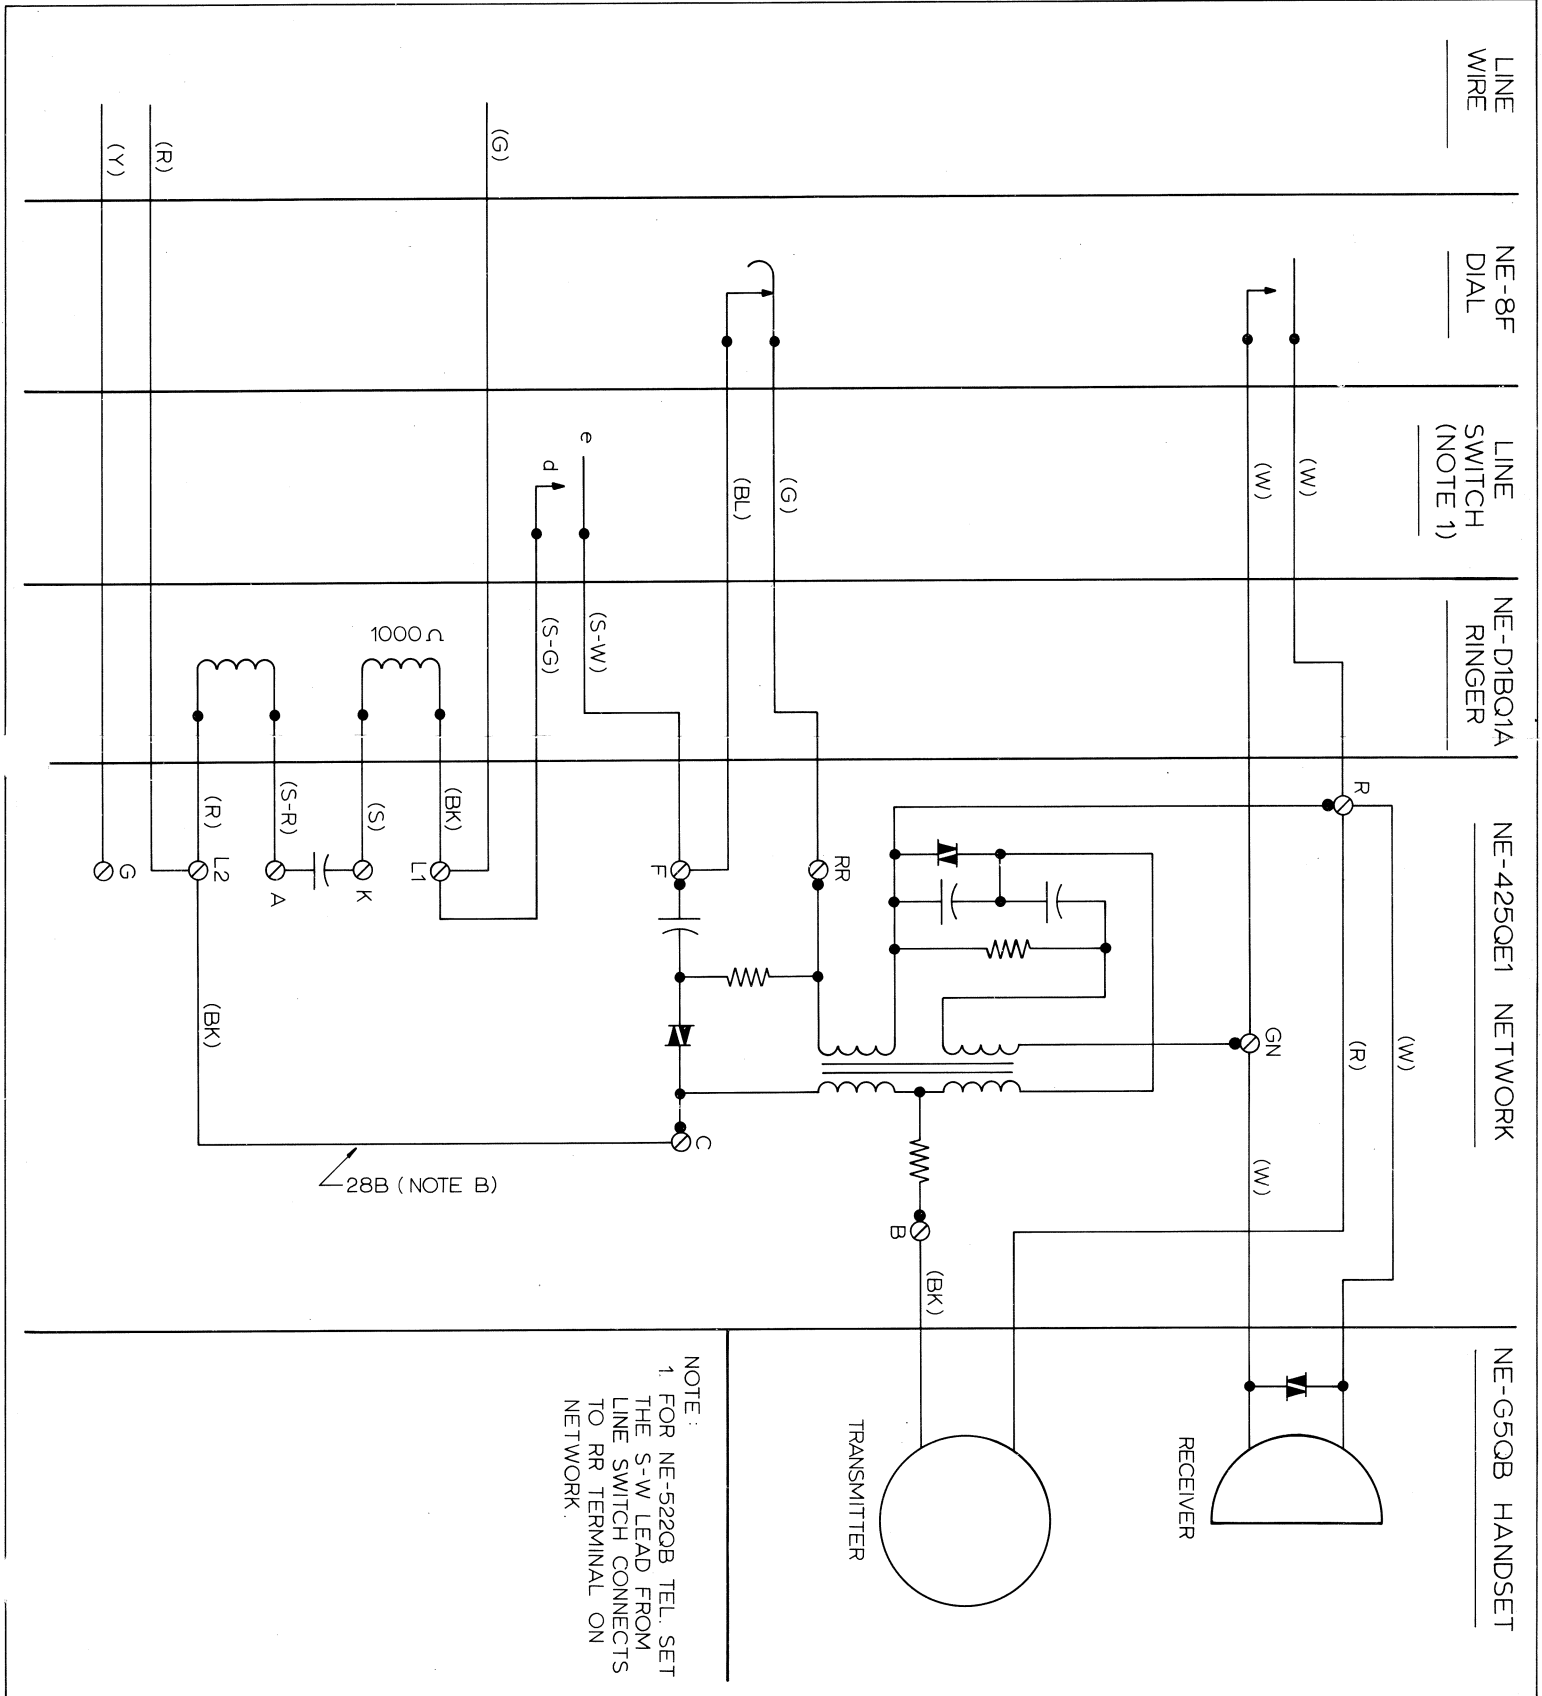 LINE
WIRE
NE-8F
DIAL
LINE
SWITCH
(NOTE 1)
NE-D1BQ1A
RINGER
NE-425QE1 NETWORK
NE-G5QB HANDSET
(W)
(W)
R
(W)
(R)
GN
(W)
RECEIVER
(G)
(BL)
RR
F
C
B
(BK)
TRANSMITTER
e
d
(S-W)
(S-G)
(G)
1000 Ω
(BK)
L1
(S)
K
(S-R)
A
(R)
L2
(BK)
28B (NOTE B)
(R)
(Y)
G
NOTE:
1. FOR NE-522QB TEL. SET
THE S-W LEAD FROM
LINE SWITCH CONNECTS
TO RR TERMINAL ON
NETWORK.